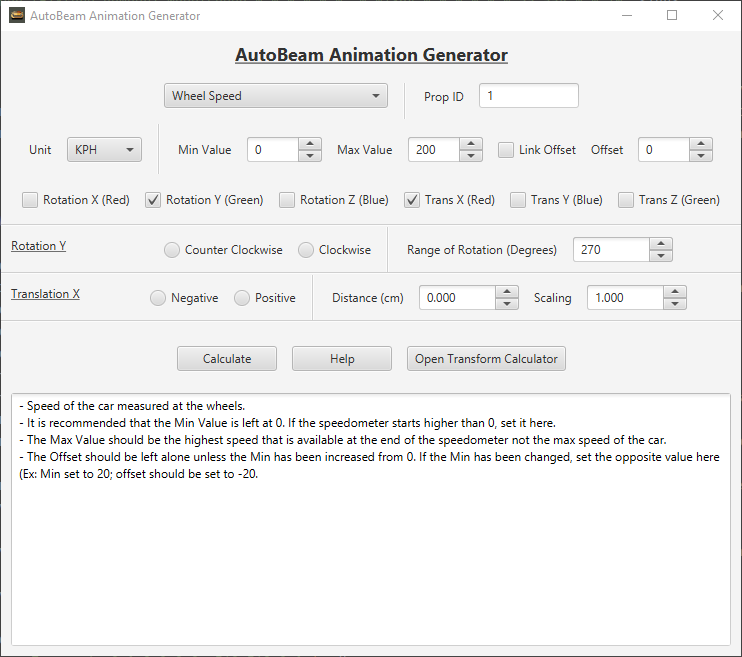 AutoBeam Animation Generator
AutoBeam Animation Generator
Wheel Speed Prop ID 1
Unit KPH Min Value 0 Max Value 200 Link Offset Offset 0
Rotation X (Red) Rotation Y (Green) Rotation Z (Blue) Trans X (Red) Trans Y (Blue) Trans Z (Green)
Rotation Y Counter Clockwise Clockwise Range of Rotation (Degrees) 270
Translation X Negative Positive Distance (cm) 0.000 Scaling 1.000
Calculate Help Open Transform Calculator
- Speed of the car measured at the wheels.
- It is recommended that the Min Value is left at 0. If the speedometer starts higher than 0, set it here.
- The Max Value should be the highest speed that is available at the end of the speedometer not the max speed of the car.
- The Offset should be left alone unless the Min has been increased from 0. If the Min has been changed, set the opposite value here
(Ex: Min set to 20; offset should be set to -20.